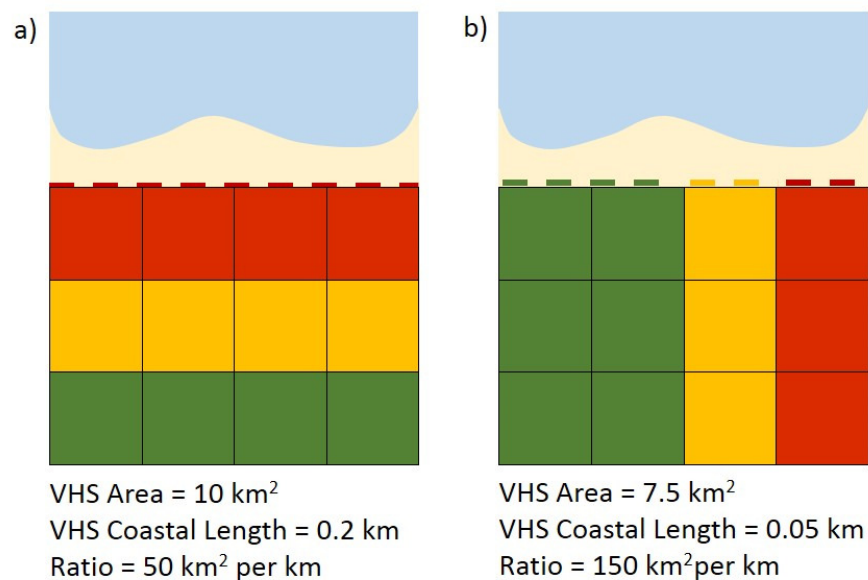 a)
VHS Area = 10 km²
VHS Coastal Length = 0.2 km
Ratio = 50 km² per km
b)
VHS Area = 7.5 km²
VHS Coastal Length = 0.05 km
Ratio = 150 km²per km